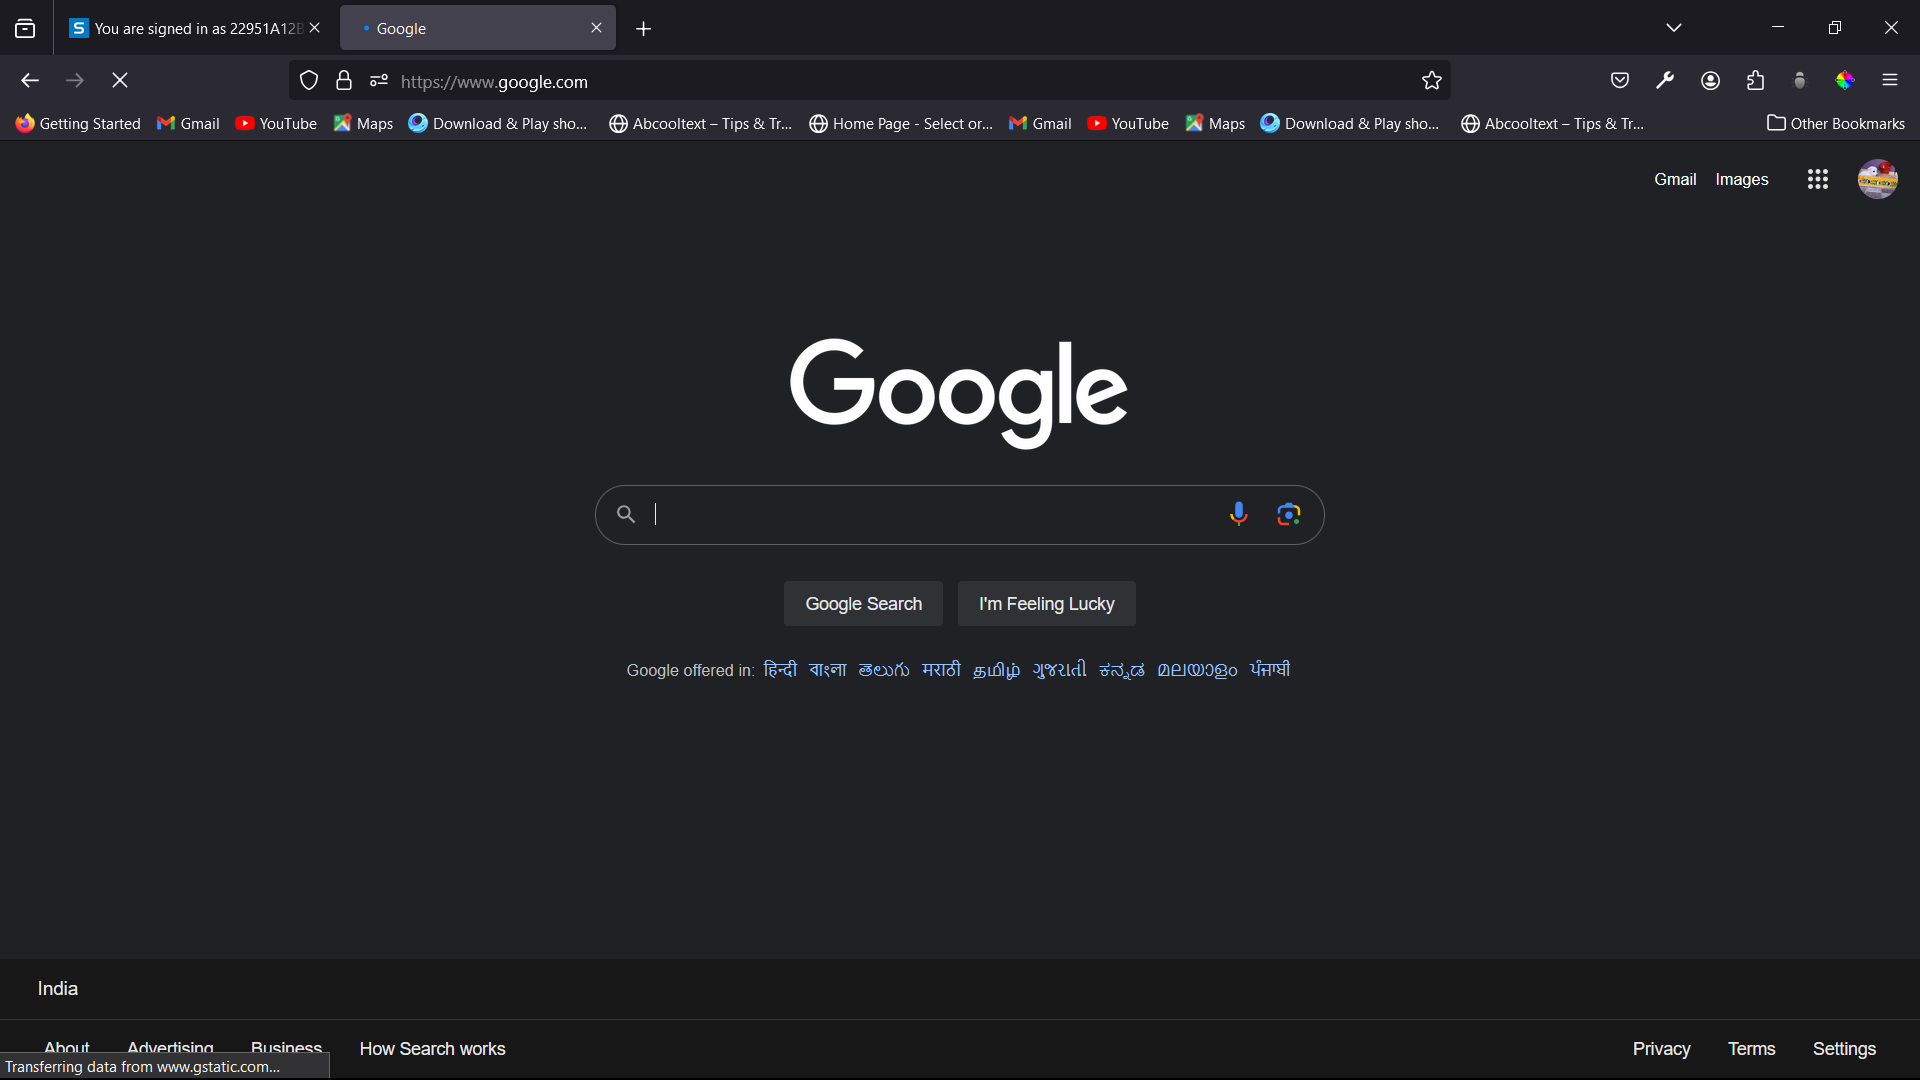 You are signed in as 22951A12B
Google
https://www.google.com
Getting Started Gmail YouTube Maps Download & Play sho... Abcooltext – Tips & Tr... Home Page - Select or... Gmail YouTube Maps Download & Play sho... Abcooltext – Tips & Tr... Other Bookmarks
Gmail Images
Google
Google Search I'm Feeling Lucky
Google offered in: हिन्दी বাংলা తెలుగు मराठी தமிழ் ગુજરાતી ಕನ್ನಡ മലയാളം ਪੰਜਾਬੀ
India
About Advertising Business How Search works Privacy Terms Settings
Transferring data from www.gstatic.com...